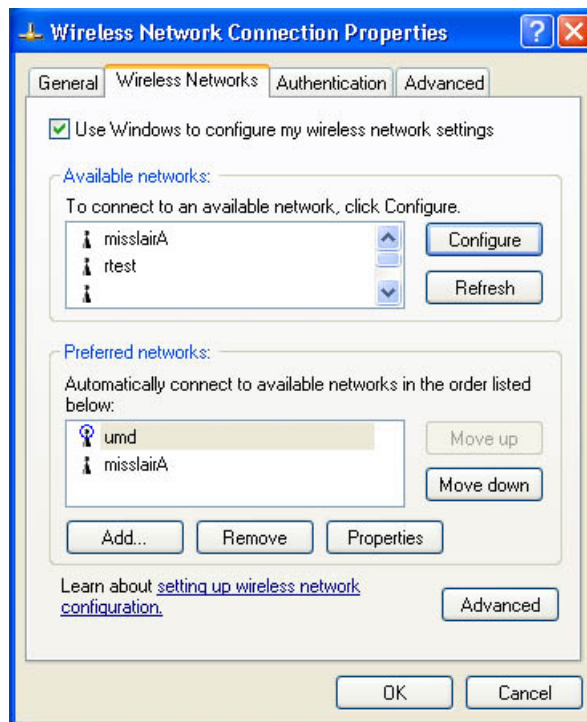 Wireless Network Connection Properties
General Wireless Networks Authentication Advanced
Use Windows to configure my wireless network settings
Available networks:
To connect to an available network, click Configure.
misslairA
rtest
Configure
Refresh
Preferred networks:
Automatically connect to available networks in the order listed
below:
umd
misslairA
Move up
Move down
Add... Remove Properties
Learn about setting up wireless network
configuration.
Advanced
OK Cancel